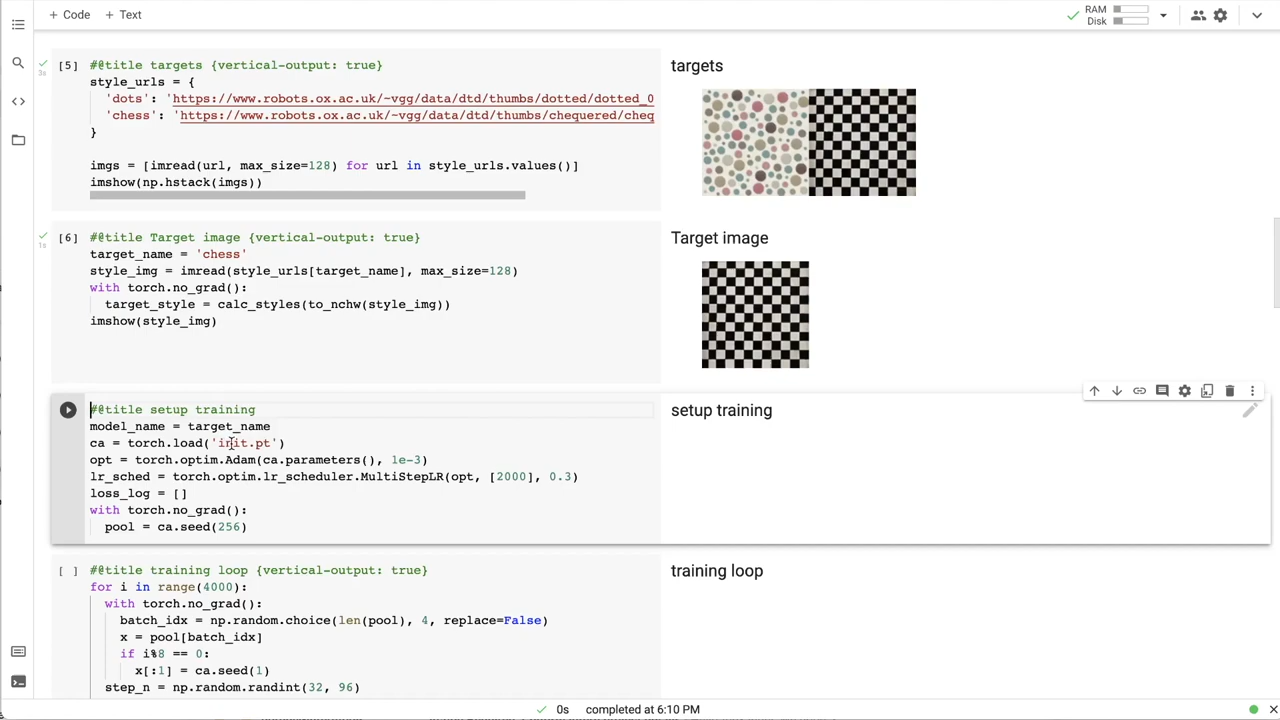 + Code + Text
RAM
Disk
[5] #@title targets {vertical-output: true}
3s
style_urls = {
'dots': 'https://www.robots.ox.ac.uk/~vgg/data/dtd/thumbs/dotted/dotted_0
'chess': 'https://www.robots.ox.ac.uk/~vgg/data/dtd/thumbs/chequered/cheq
}
imgs = [imread(url, max_size=128) for url in style_urls.values()]
imshow(np.hstack(imgs))
targets
[6] #@title Target image {vertical-output: true}
1s
target_name = 'chess'
style_img = imread(style_urls[target_name], max_size=128)
with torch.no_grad():
target_style = calc_styles(to_nchw(style_img))
imshow(style_img)
Target image
#@title setup training
model_name = target_name
ca = torch.load('init.pt')
opt = torch.optim.Adam(ca.parameters(), 1e-3)
lr_sched = torch.optim.lr_scheduler.MultiStepLR(opt, [2000], 0.3)
loss_log = []
with torch.no_grad():
pool = ca.seed(256)
setup training
[ ] #@title training loop {vertical-output: true}
for i in range(4000):
with torch.no_grad():
batch_idx = np.random.choice(len(pool), 4, replace=False)
x = pool[batch_idx]
if i%8 == 0:
x[:1] = ca.seed(1)
step_n = np.random.randint(32, 96)
training loop
0s completed at 6:10 PM